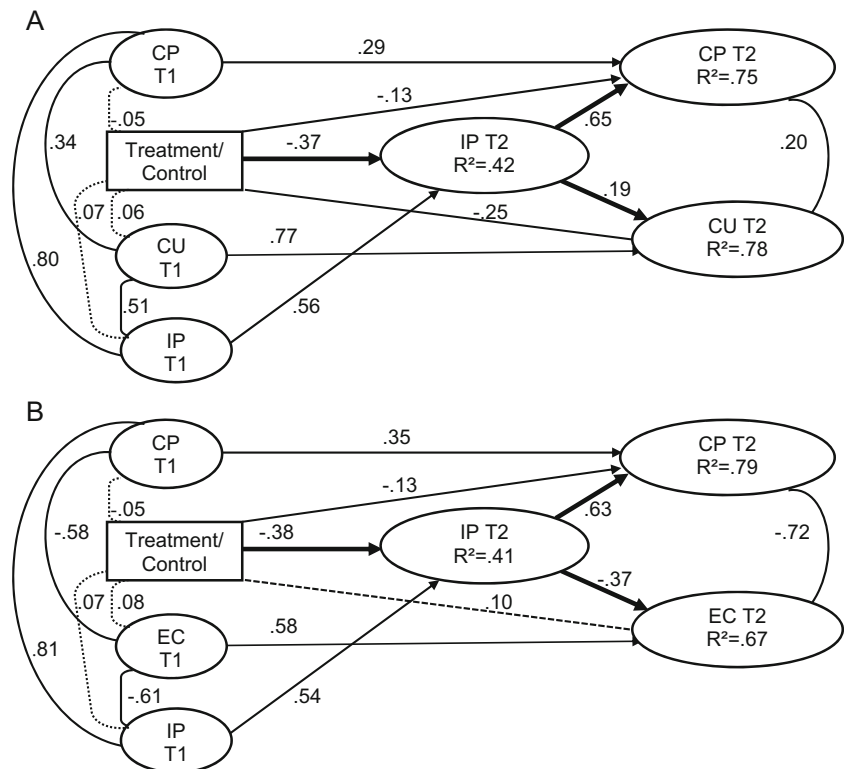 A
CP
T1
.29
CP T2
R²=.75
-.05
-.13
.34
Treatment/
Control
-.37
IP T2
R²=.42
.65
.20
.19
.07
.06
-.25
CU
T1
.77
CU T2
R²=.78
.80
.51
.56
IP
T1
B
CP
T1
.35
CP T2
R²=.79
-.05
-.13
-.58
Treatment/
Control
-.38
IP T2
R²=.41
.63
-.72
-.37
.07
.08
.10
EC
T1
.58
EC T2
R²=.67
.81
-.61
.54
IP
T1